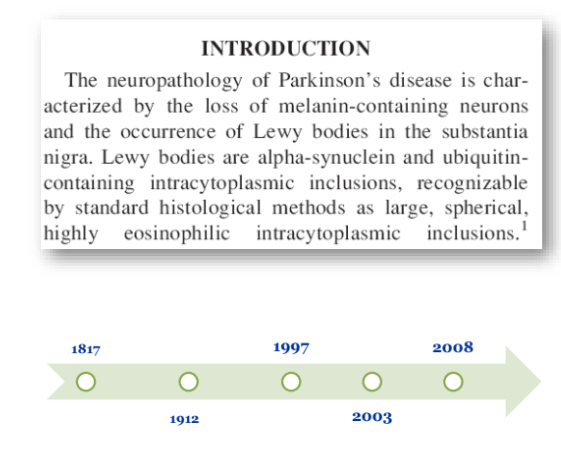 INTRODUCTION
The neuropathology of Parkinson's disease is char-
acterized by the loss of melanin-containing neurons
and the occurrence of Lewy bodies in the substantia
nigra. Lewy bodies are alpha-synuclein and ubiquitin-
containing intracytoplasmic inclusions, recognizable
by standard histological methods as large, spherical,
highly eosinophilic intracytoplasmic inclusions.1
1817 1997 2008
1912 2003